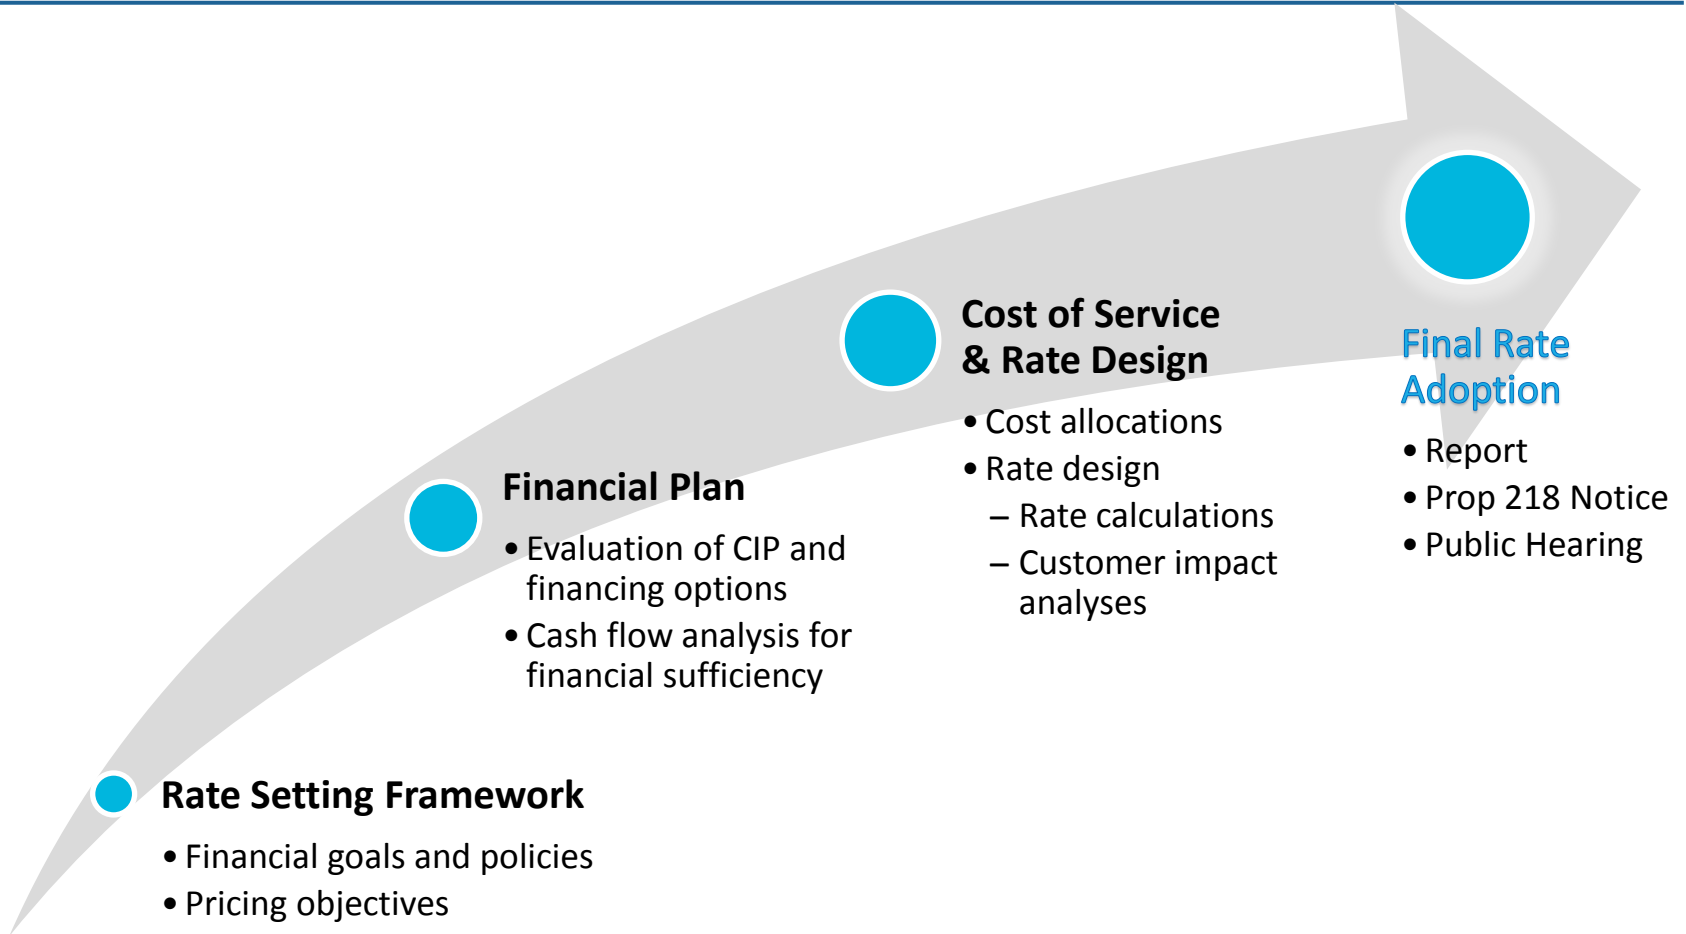 Rate Setting Framework
• Financial goals and policies
• Pricing objectives
Financial Plan
• Evaluation of CIP and
financing options
• Cash flow analysis for
financial sufficiency
Cost of Service
& Rate Design
• Cost allocations
• Rate design
– Rate calculations
– Customer impact
analyses
Final Rate
Adoption
• Report
• Prop 218 Notice
• Public Hearing